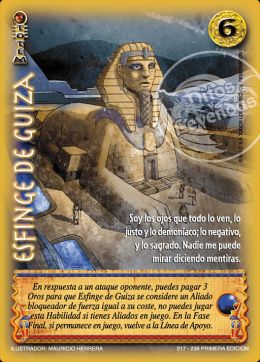 6
ESFINGE DE GUIZA
Soy los ojos que todo lo ven, lo
justo y lo demoníaco; lo negativo,
y lo sagrado. Nadie me puede
mirar diciendo mentiras.
En respuesta a un ataque oponente, puedes pagar 3
Oros para que Esfinge de Guiza se considere un Aliado
bloqueador de fuerza igual a su coste, no puedes jugar
esta Habilidad si tienes Aliados en juego. En la Fase
Final, si permanece en juego, vuelve a la Línea de Apoyo.
ILUSTRADOR: MAURICIO HERRERA
217 - 236 PRIMERA EDICION